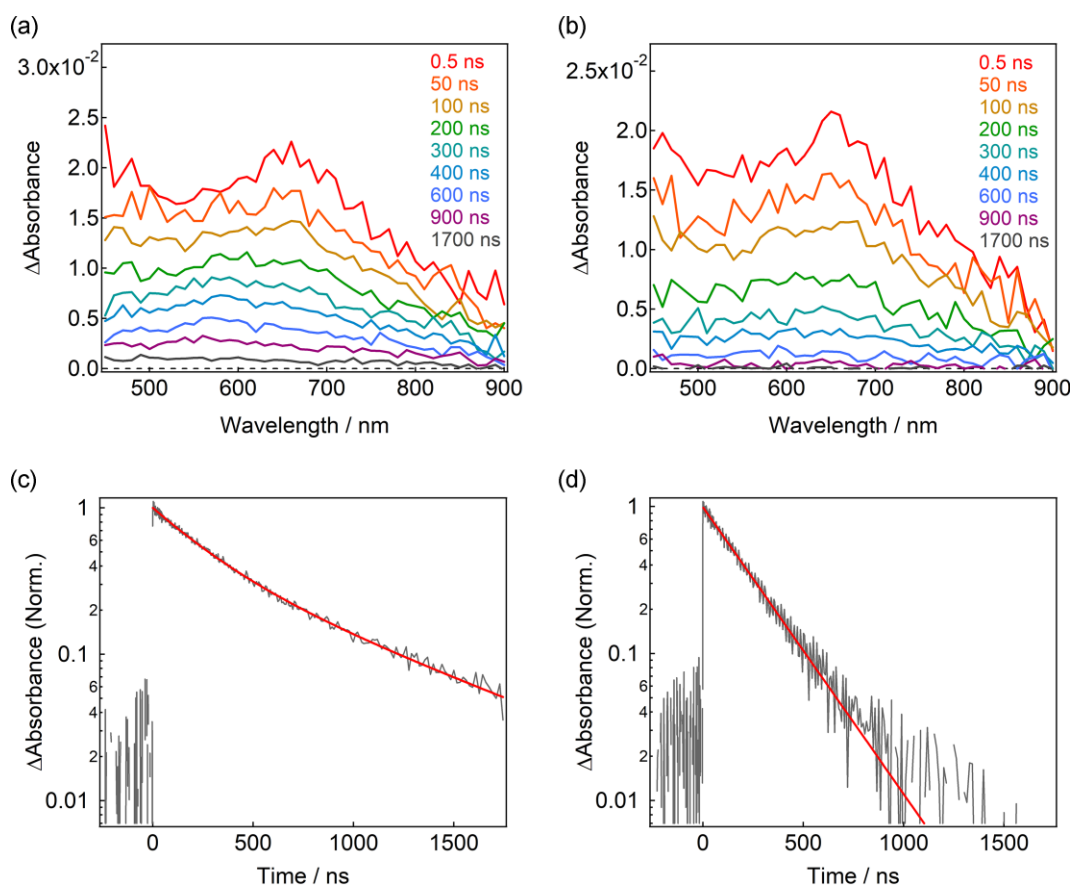 (a)
3.0x10⁻²
2.5
2.0
1.5
1.0
0.5
0.0
ΔAbsorbance
0.5 ns
50 ns
100 ns
200 ns
300 ns
400 ns
600 ns
900 ns
1700 ns
500 600 700 800 900
Wavelength / nm
(b)
2.5x10⁻²
2.0
1.5
1.0
0.5
0.0
ΔAbsorbance
0.5 ns
50 ns
100 ns
200 ns
300 ns
400 ns
600 ns
900 ns
1700 ns
500 600 700 800 900
Wavelength / nm
(c)
1
6
4
2
0.1
6
4
2
0.01
ΔAbsorbance (Norm.)
0 500 1000 1500
Time / ns
(d)
1
6
4
2
0.1
6
4
2
0.01
ΔAbsorbance (Norm.)
0 500 1000 1500
Time / ns